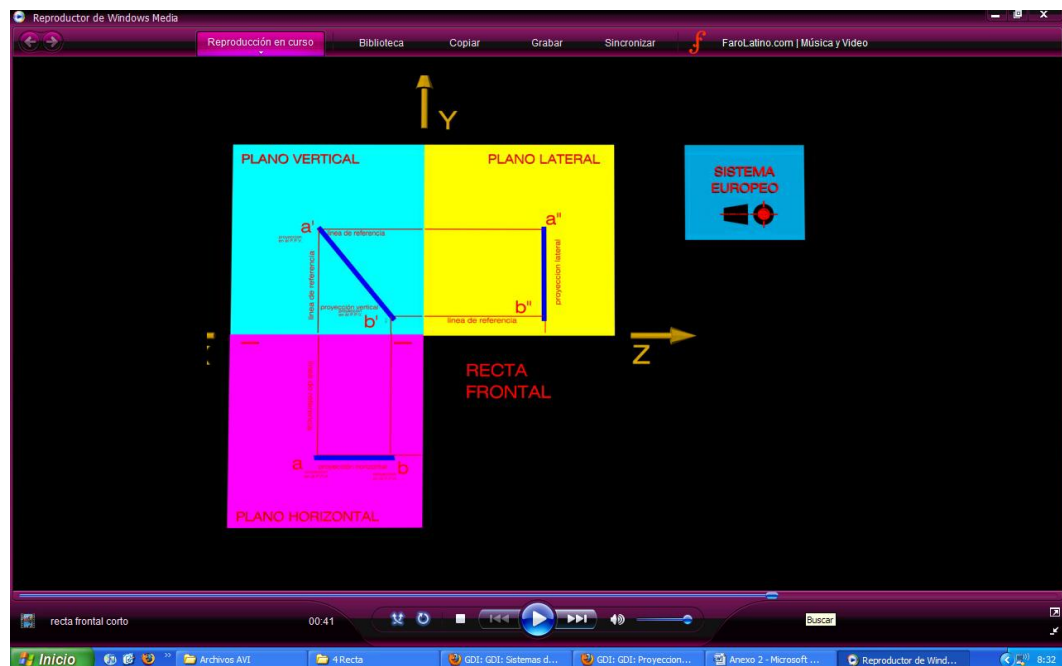 Reproductor de Windows Media
Reproducción en curso
Biblioteca
Copiar
Grabar
Sincronizar
FaroLatino.com | Música y Video
Y
PLANO VERTICAL
PLANO LATERAL
SISTEMA
EUROPEO
a'
linea de referencia
a"
linea de referencia
proyeccion lateral
proyección vertical
b'
b"
linea de referencia
Z
RECTA
FRONTAL
a
proyección horizontal
b
PLANO HORIZONTAL
recta frontal corto
00:41
Buscar
Inicio
Archivos AVI
4 Recta
GDI: GDI: Sistemas d...
GDI: GDI: Proyeccion...
Anexo 2 - Microsoft ...
Reproductor de Wind...
8:32